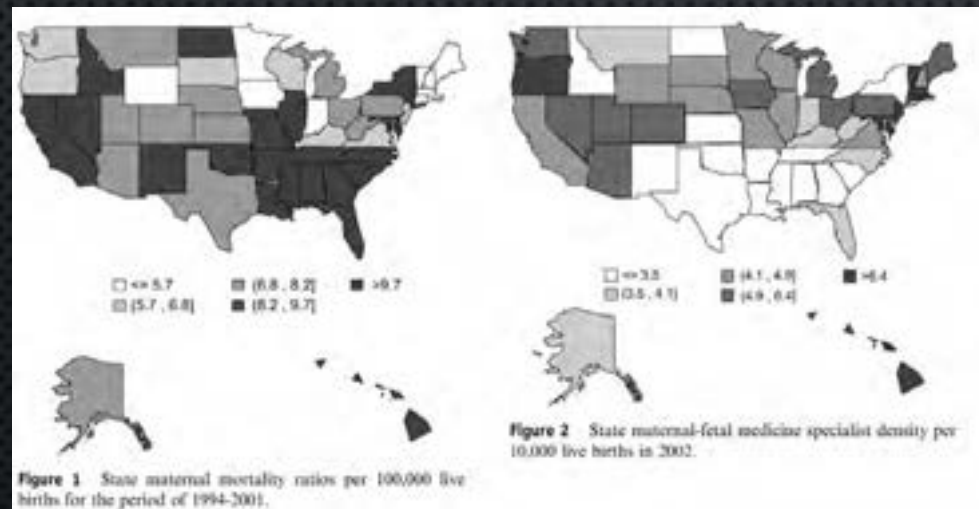 <= 5.7 (6.8 , 8.2] >9.7
(5.7 , 6.8] (8.2 , 9.7]
Figure 1 State maternal mortality ratios per 100,000 live
births for the period of 1994-2001.
<= 3.5 (4.1 , 4.9] >6.4
(3.5 , 4.1] (4.9 , 6.4]
Figure 2 State maternal-fetal medicine specialist density per
10,000 live births in 2002.